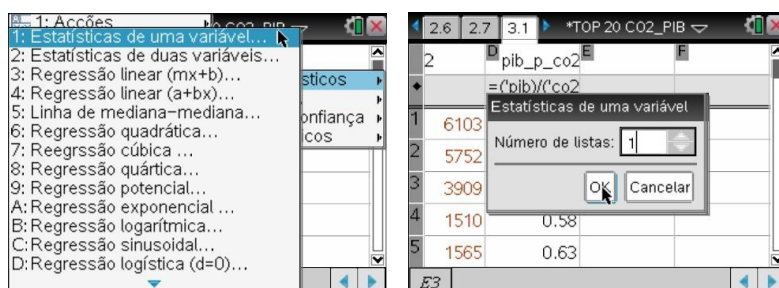 1: Acções
CO2_PIB
1: Estatísticas de uma variável...
2: Estatísticas de duas variáveis...
3: Regressão linear (mx+b)...
4: Regressão linear (a+bx)...
5: Linha de mediana-mediana...
6: Regressão quadrática...
7: Reegrssão cúbica ...
8: Regressão quártica...
9: Regressão potencial...
A: Regressão exponencial ...
B: Regressão logarítmica...
C: Regressão sinusoidal...
D: Regressão logística (d=0)...
sticos
onfiança
icos
2.6 2.7 3.1 *TOP 20 CO2_PIB
2 D pib_p_co2 E F
=('pib)/('co2
1 6103
2 5752
3 3909
4 1510 0.58
5 1565 0.63
E3
Estatísticas de uma variável
Número de listas: 1
OK Cancelar